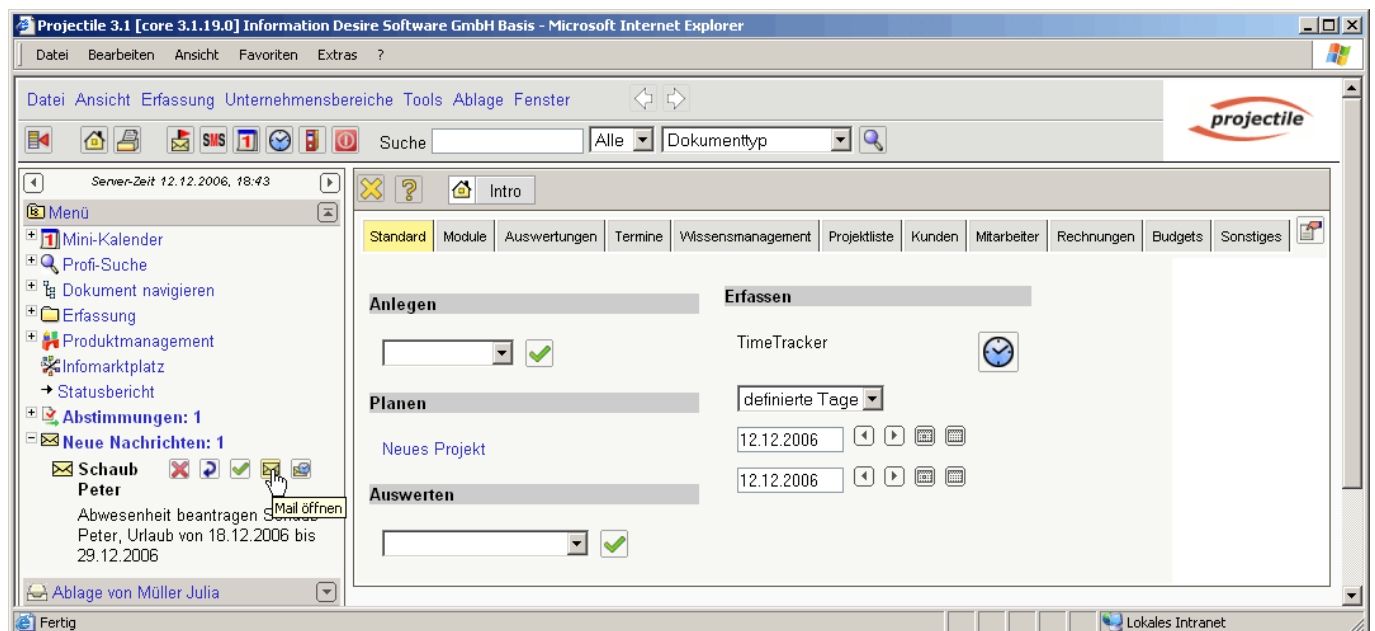 Projectile 3.1 [core 3.1.19.0] Information Desire Software GmbH Basis - Microsoft Internet Explorer
Datei Bearbeiten Ansicht Favoriten Extras ?
Datei Ansicht Erfassung Unternehmensbereiche Tools Ablage Fenster
projectile
SMS 1 Suche Alle Dokumenttyp
Server-Zeit 12.12.2006, 18:43
Intro
Menü
Standard Module Auswertungen Termine Wissensmanagement Projektliste Kunden Mitarbeiter Rechnungen Budgets Sonstiges
1 Mini-Kalender
Profi-Suche
Dokument navigieren
Erfassung
Produktmanagement
Infomarktplatz
Statusbericht
Abstimmungen: 1
Neue Nachrichten: 1
Schaub
Peter
Mail öffnen
Abwesenheit beantragen
Peter, Urlaub von 18.12.2006 bis
29.12.2006
Ablage von Müller Julia
Anlegen
Planen
Neues Projekt
Auswerten
Erfassen
TimeTracker
definierte Tage
12.12.2006
12.12.2006
Fertig
Lokales Intranet